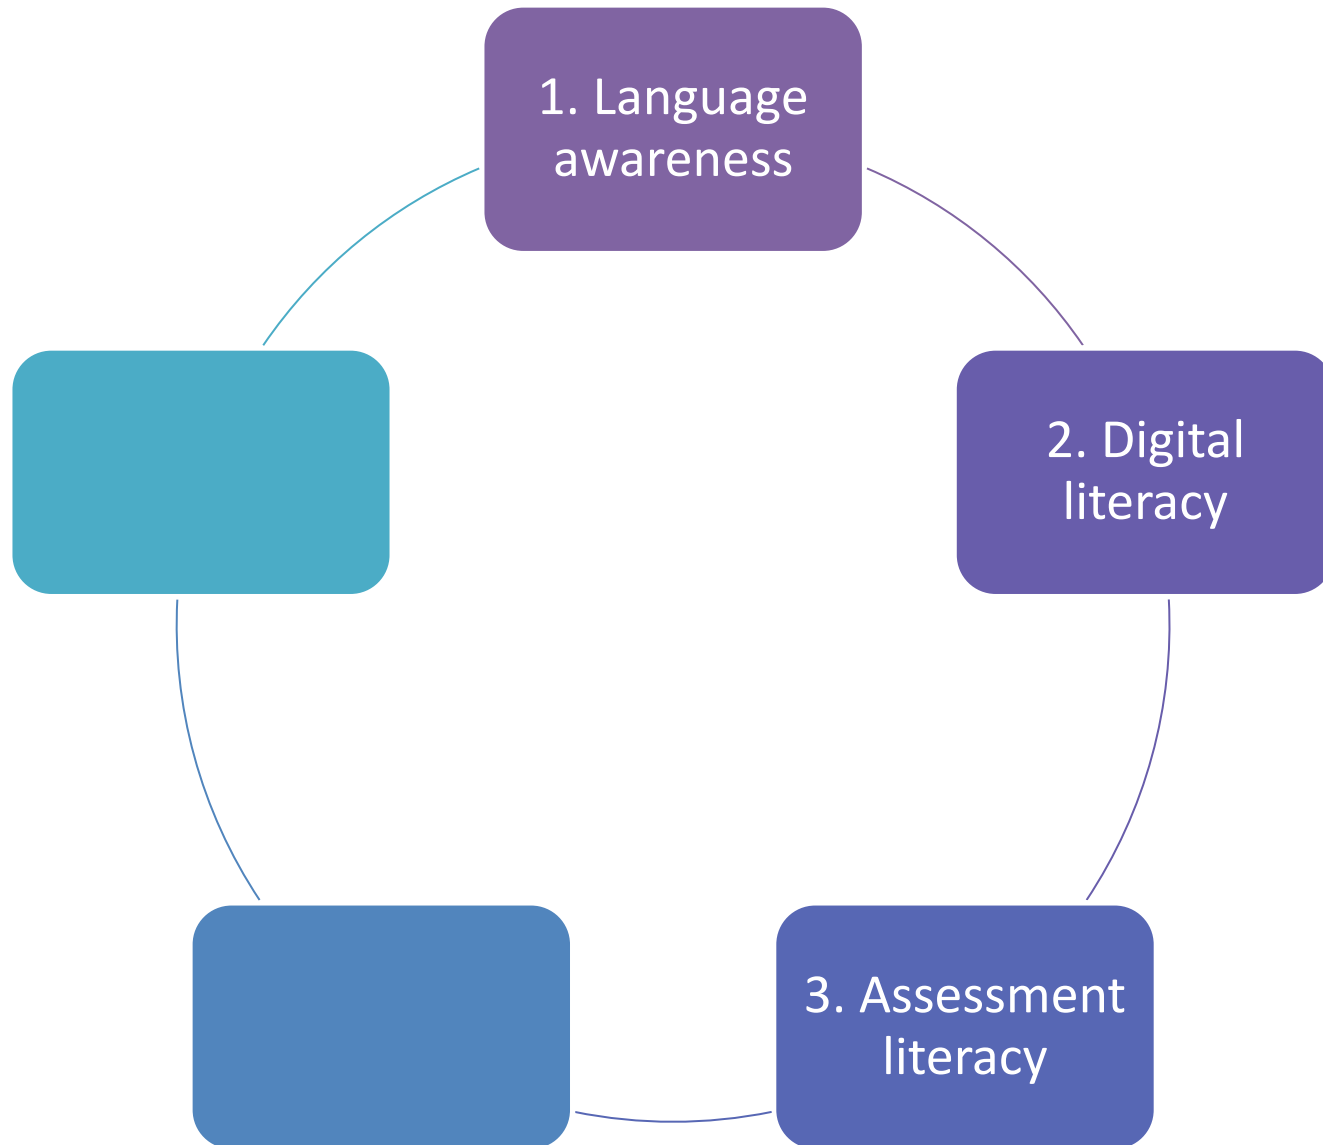 1. Language
awareness
2. Digital
literacy
3. Assessment
literacy